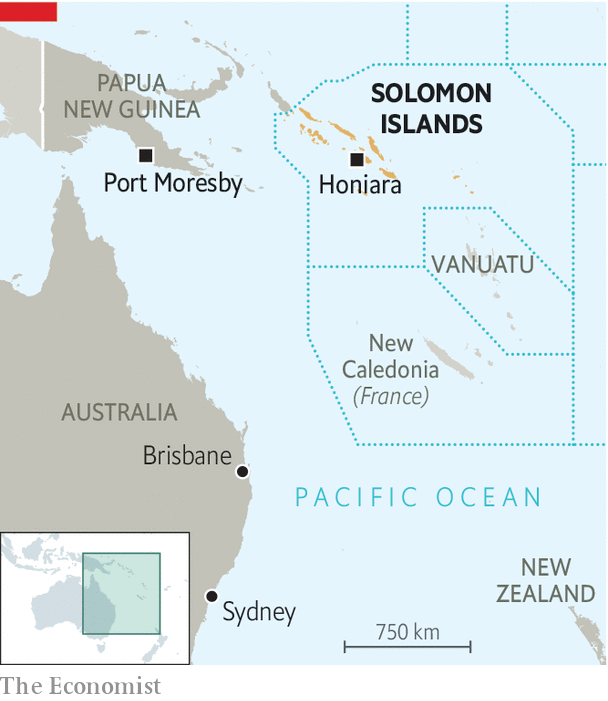 PAPUA
NEW GUINEA
SOLOMON
ISLANDS
Port Moresby
Honiara
VANUATU
New
Caledonia
(France)
AUSTRALIA
Brisbane
PACIFIC OCEAN
NEW
ZEALAND
Sydney
750 km
The Economist